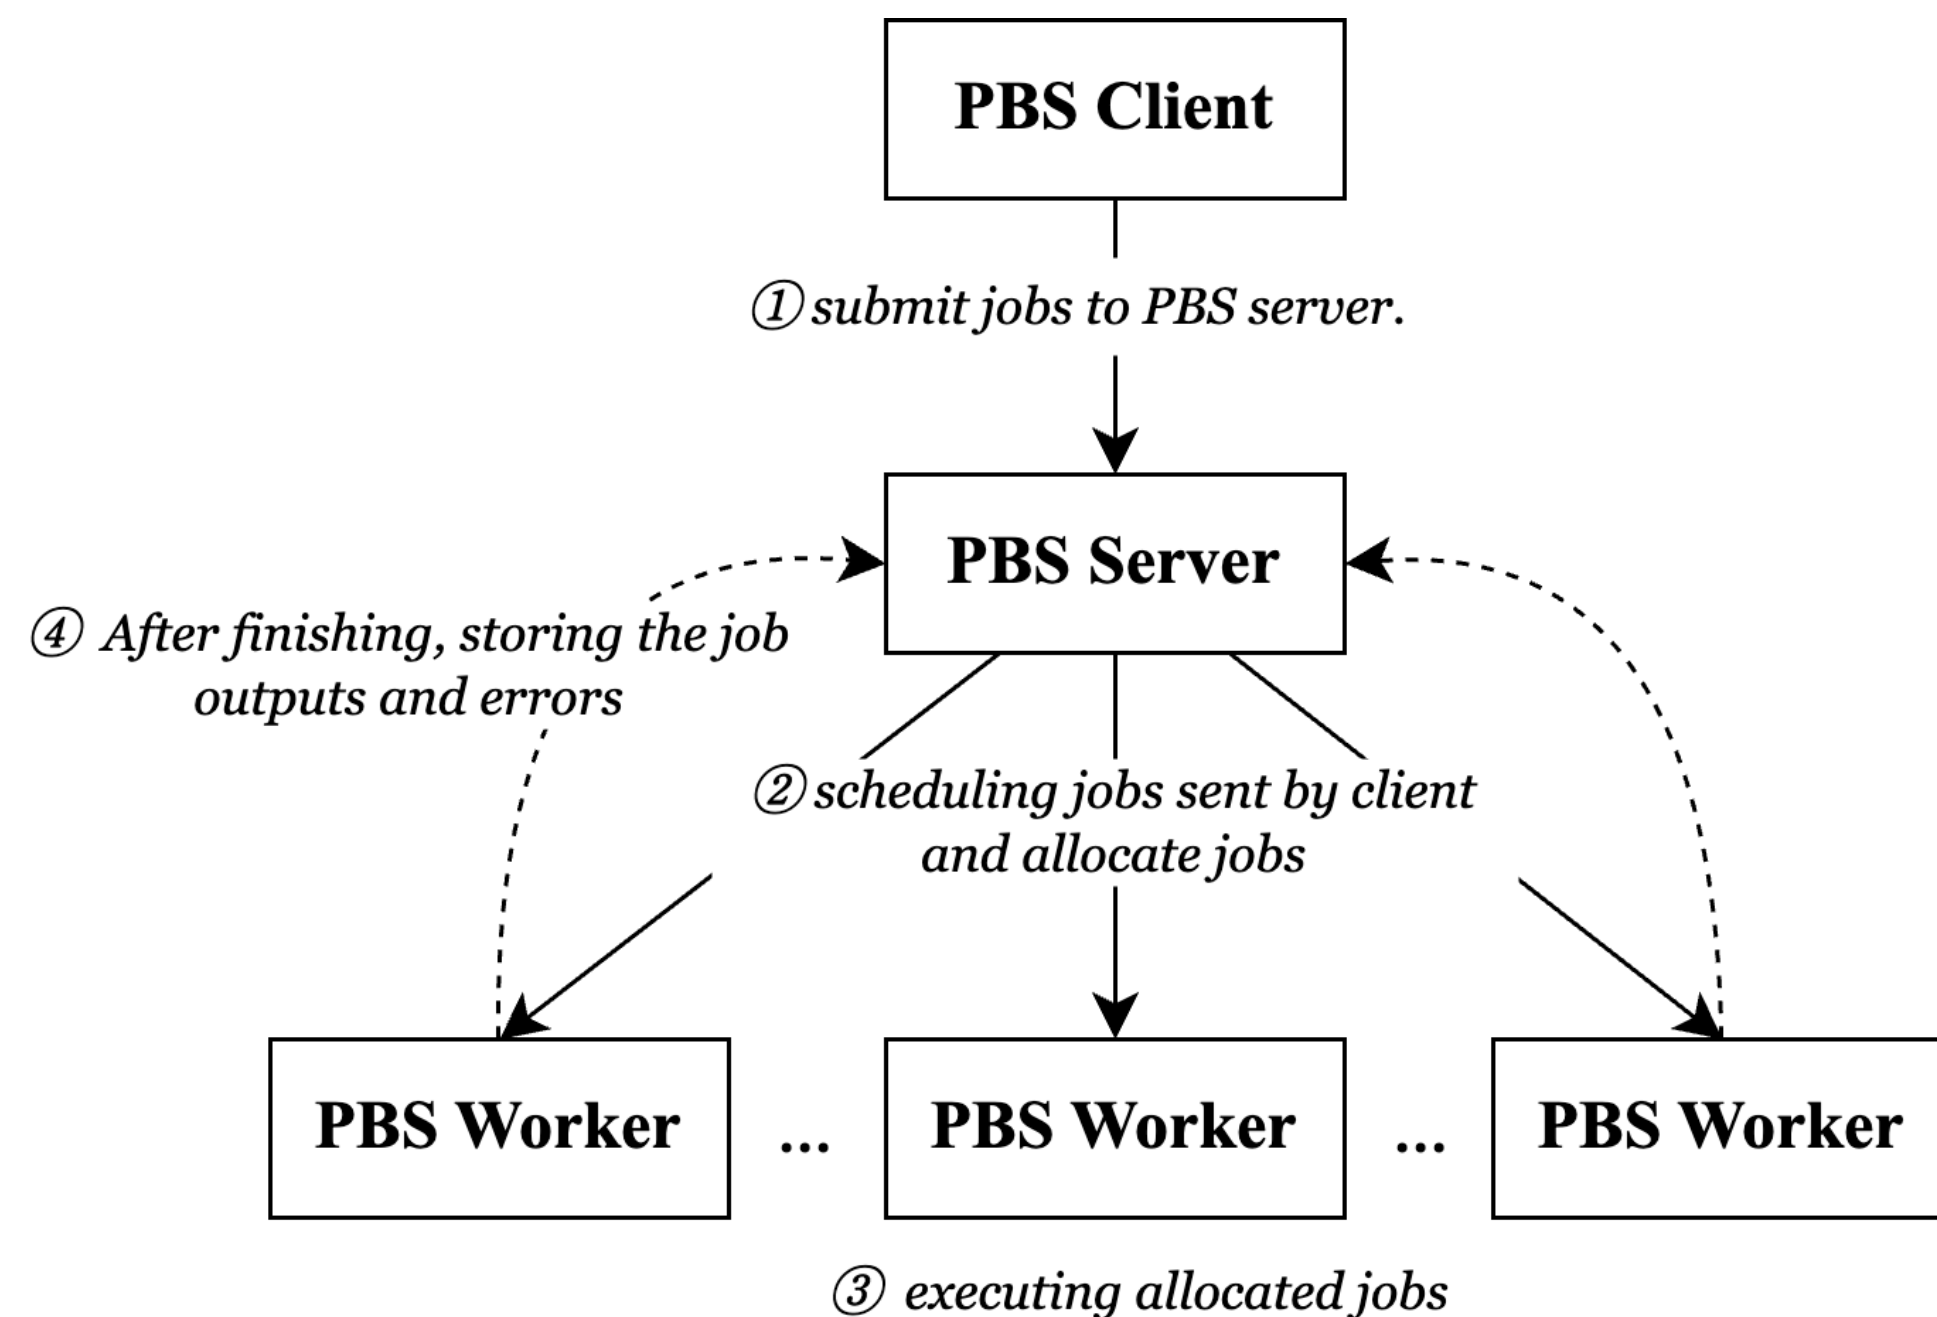 PBS Client
① submit jobs to PBS server.
PBS Server
④ After finishing, storing the job
outputs and errors
② scheduling jobs sent by client
and allocate jobs
PBS Worker ... PBS Worker ... PBS Worker
③ executing allocated jobs